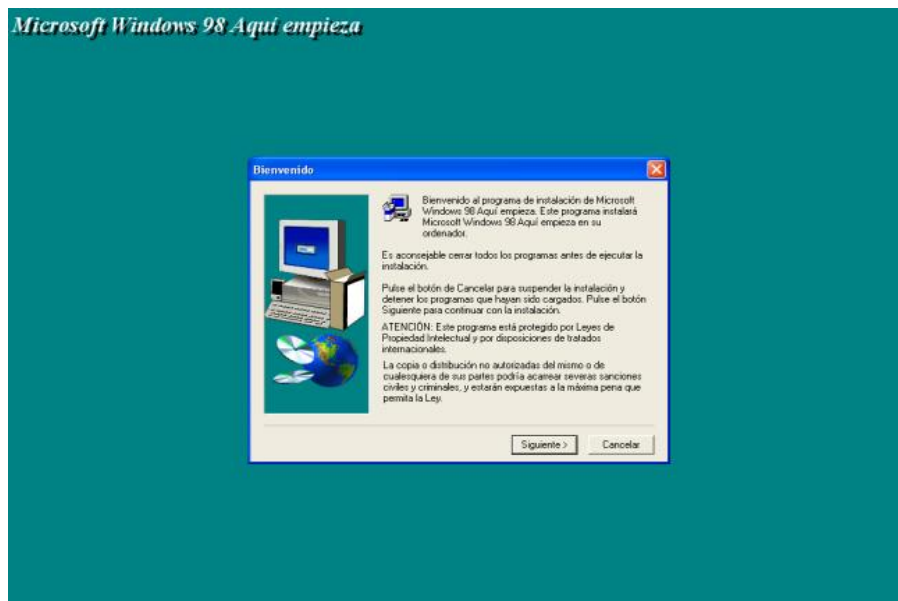 Microsoft Windows 98 Aquí empieza
Bienvenido
Bienvenido al programa de instalación de Microsoft
Windows 98 Aquí empieza. Este programa instalará
Microsoft Windows 98 Aquí empieza en su
ordenador.
Es aconsejable cerrar todos los programas antes de ejecutar la
instalación.
Pulse el botón de Cancelar para suspender la instalación y
detener los programas que hayan sido cargados. Pulse el botón
Siguiente para continuar con la instalación.
ATENCIÓN: Este programa está protegido por Leyes de
Propiedad Intelectual y por disposiciones de tratados
internacionales.
La copia o distribución no autorizadas del mismo o de
cualesquiera de sus partes podría acarrear severas sanciones
civiles y criminales, y estarán expuestas a la máxima pena que
permita la Ley.
Siguiente >
Cancelar